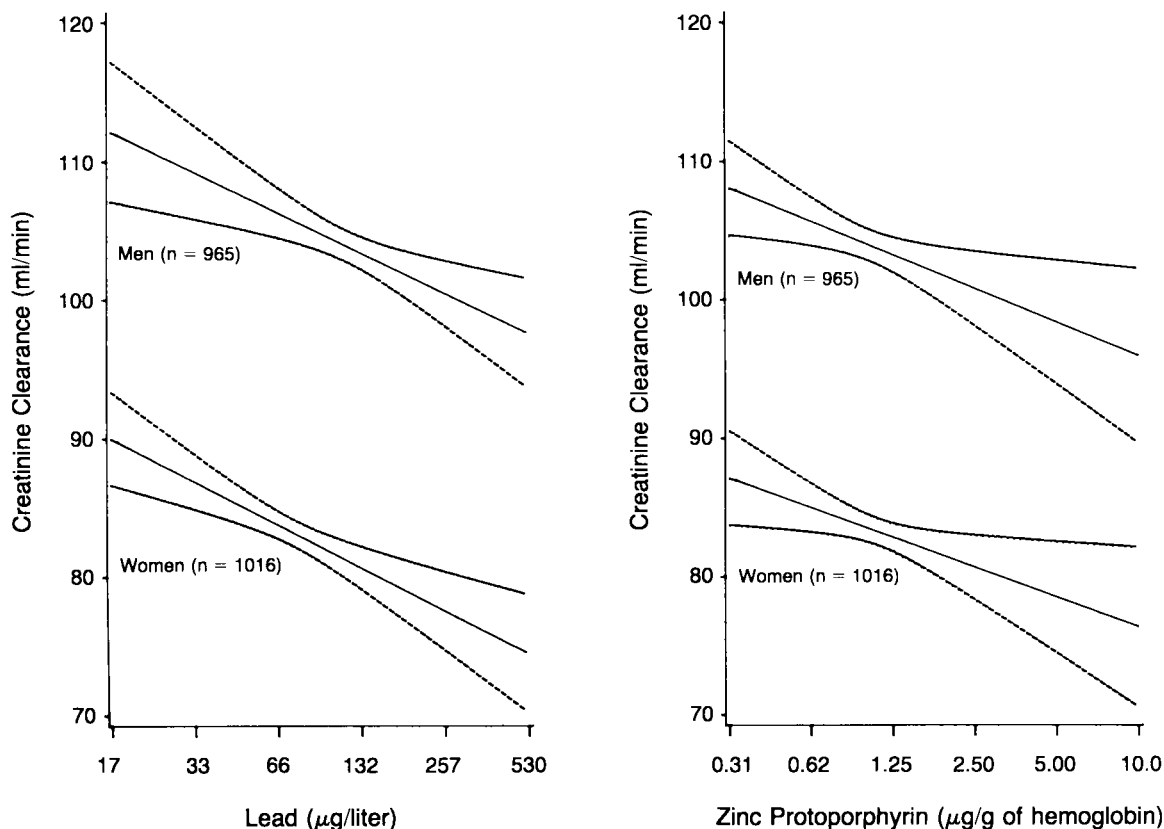 120
110
100
90
80
70
Creatinine Clearance (ml/min)
Men (n = 965)
Women (n = 1016)
17 33 66 132 257 530
Lead (μg/liter)
120
110
100
90
80
70
Creatinine Clearance (ml/min)
Men (n = 965)
Women (n = 1016)
0.31 0.62 1.25 2.50 5.00 10.0
Zinc Protoporphyrin (μg/g of hemoglobin)